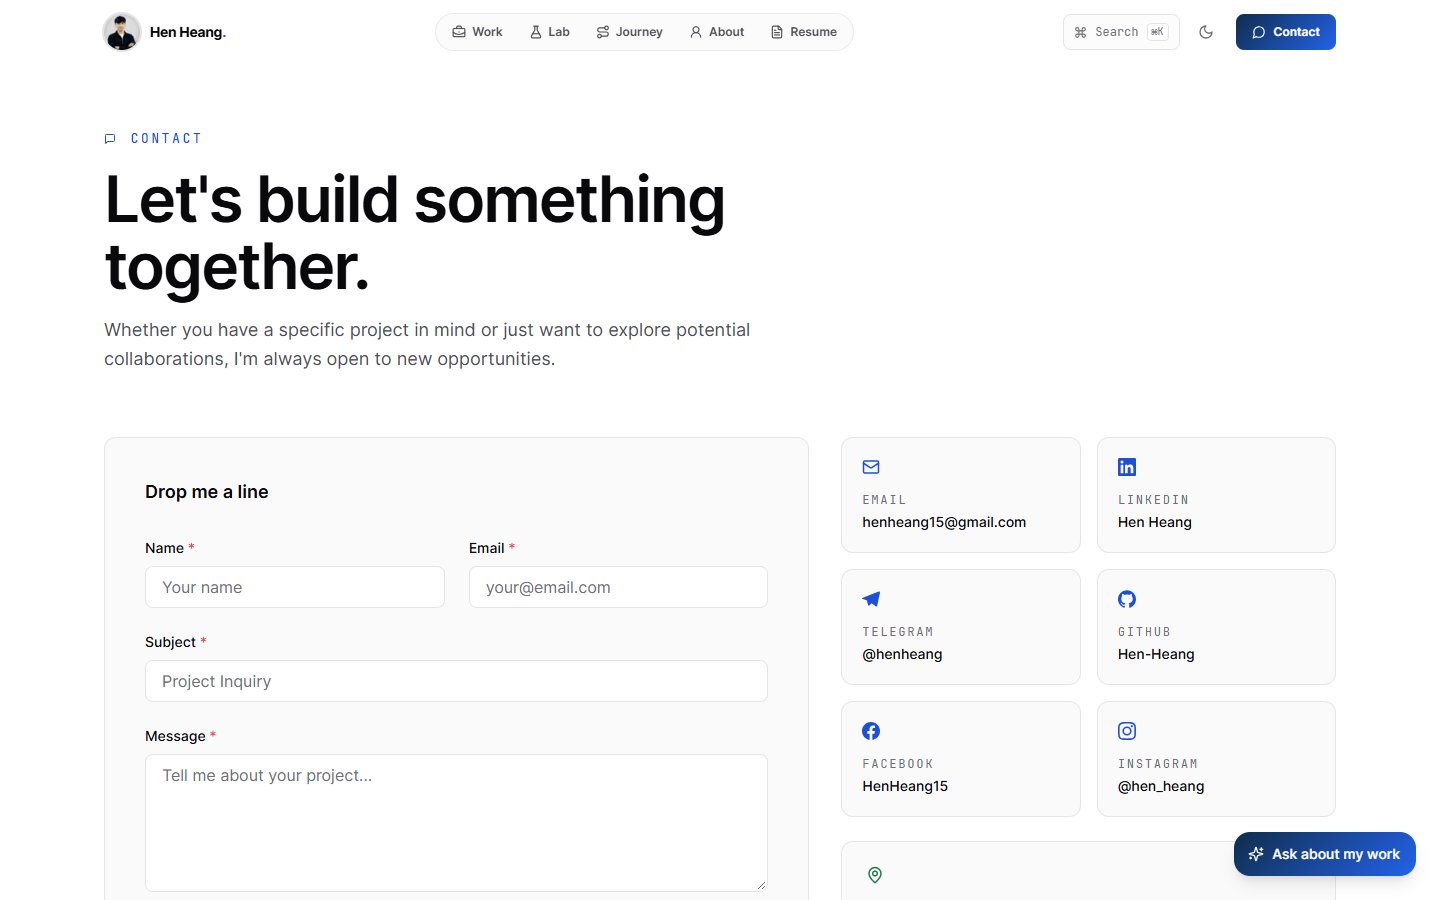 Hen Heang.
Work
Lab
Journey
About
Resume
Search
⌘K
Contact
CONTACT
Let's build something
together.
Whether you have a specific project in mind or just want to explore potential
collaborations, I'm always open to new opportunities.
Drop me a line
Name *
Email *
Your name
your@email.com
Subject *
Project Inquiry
Message *
Tell me about your project...
EMAIL
henheang15@gmail.com
LINKEDIN
Hen Heang
TELEGRAM
@henheang
GITHUB
Hen-Heang
FACEBOOK
HenHeang15
INSTAGRAM
@hen_heang
Ask about my work